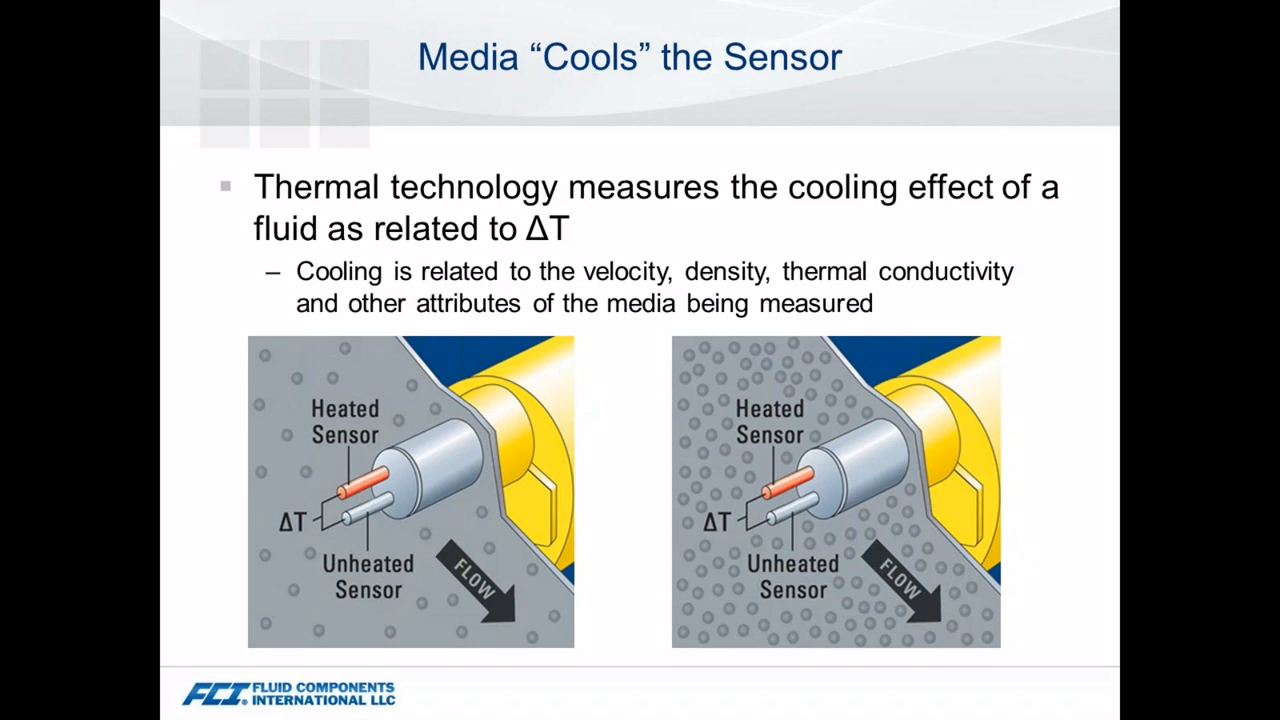 Media “Cools” the Sensor
Thermal technology measures the cooling effect of a
fluid as related to ΔT
– Cooling is related to the velocity, density, thermal conductivity
and other attributes of the media being measured
Heated
Sensor
ΔT
Unheated
Sensor
FLOW
Heated
Sensor
ΔT
Unheated
Sensor
FLOW
FCI® FLUID COMPONENTS
INTERNATIONAL LLC